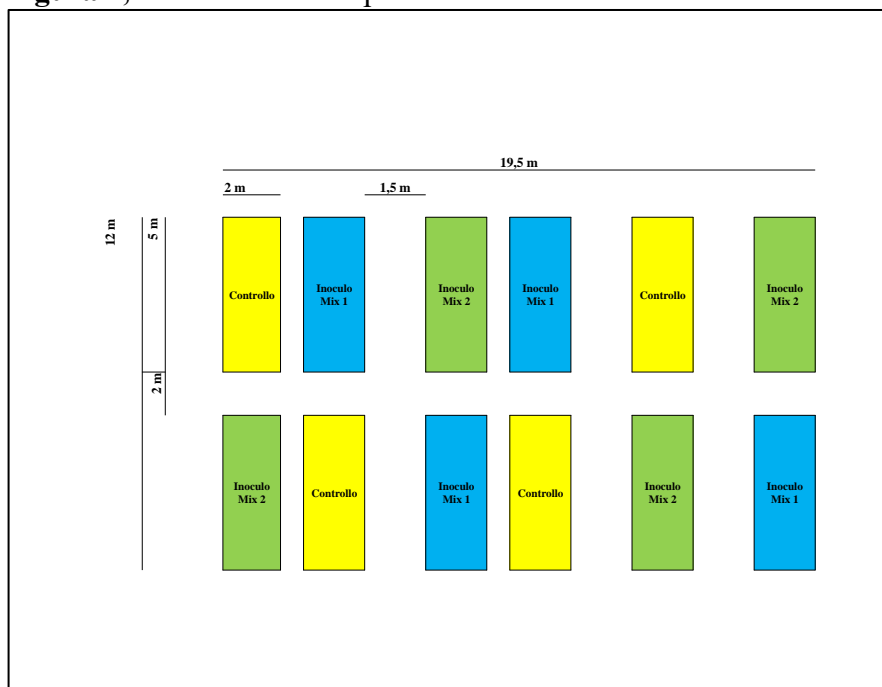 19,5 m
2 m
1,5 m
12 m
5 m
2 m
Controllo
Inoculo
Mix 1
Inoculo
Mix 2
Inoculo
Mix 1
Controllo
Inoculo
Mix 2
Inoculo
Mix 2
Controllo
Inoculo
Mix 1
Controllo
Inoculo
Mix 2
Inoculo
Mix 1